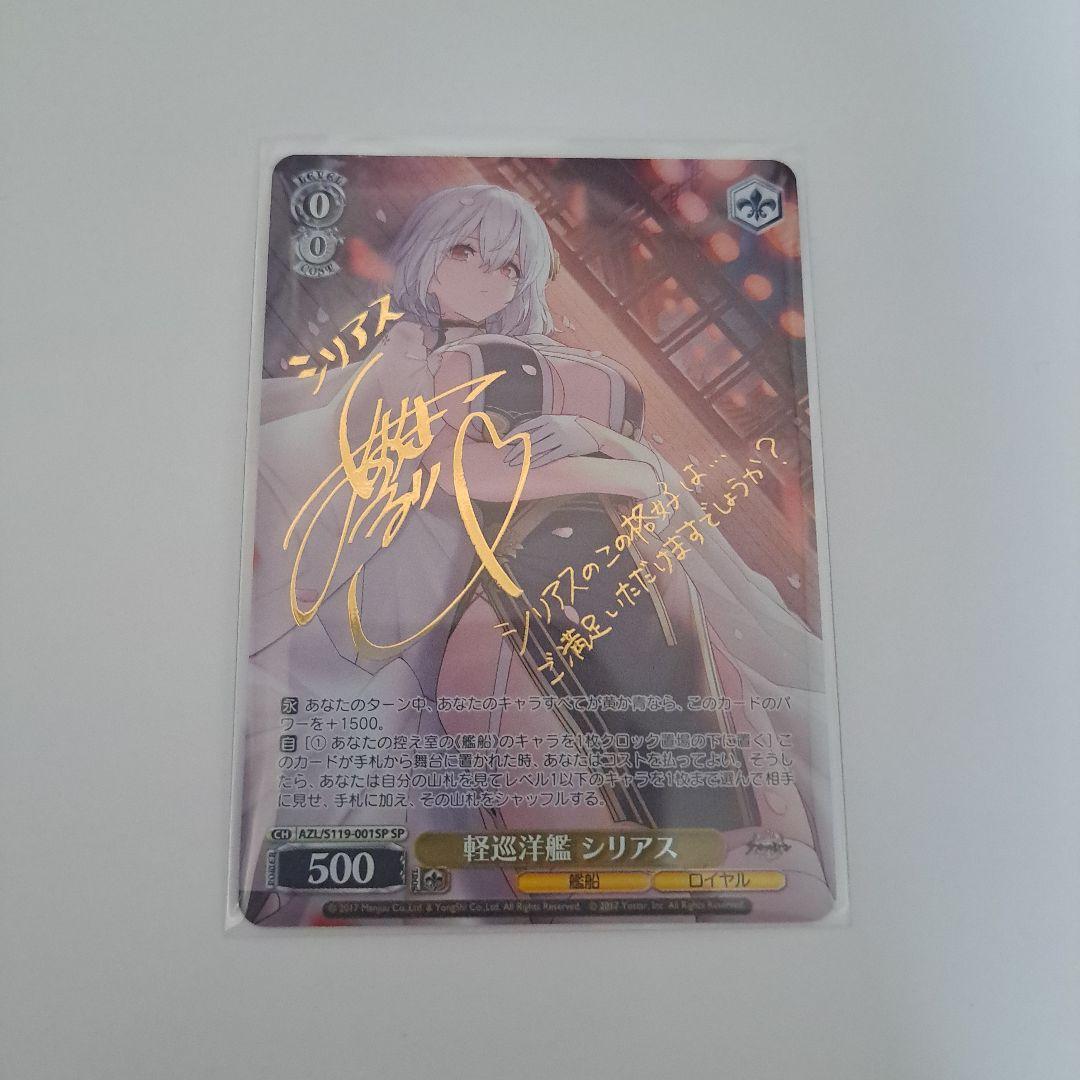 LEVEL
0
0
COST
シリアス
シリアスのこの格好は…
ご満足いただけますでしょうか?
永 あなたのターン中、あなたのキャラすべてが黄か青なら、このカードのパ
ワーを+1500。
自 [① あなたの控え室の《艦船》のキャラを1枚クロック置場の下に置く] こ
のカードが手札から舞台に置かれた時、あなたはコストを払ってよい。そうし
たら、あなたは自分の山札を見てレベル1以下のキャラを1枚まで選んで相手
に見せ、手札に加え、その山札をシャッフルする。
CH AZL/S119-001SP SP
軽巡洋艦 シリアス
POWER 500 SOUL
艦船 ロイヤル
© 2017 Manjuu Co.,Ltd. & YongShi Co.,Ltd. All Rights Reserved. © 2017 Yostar, Inc. All Rights Reserved.